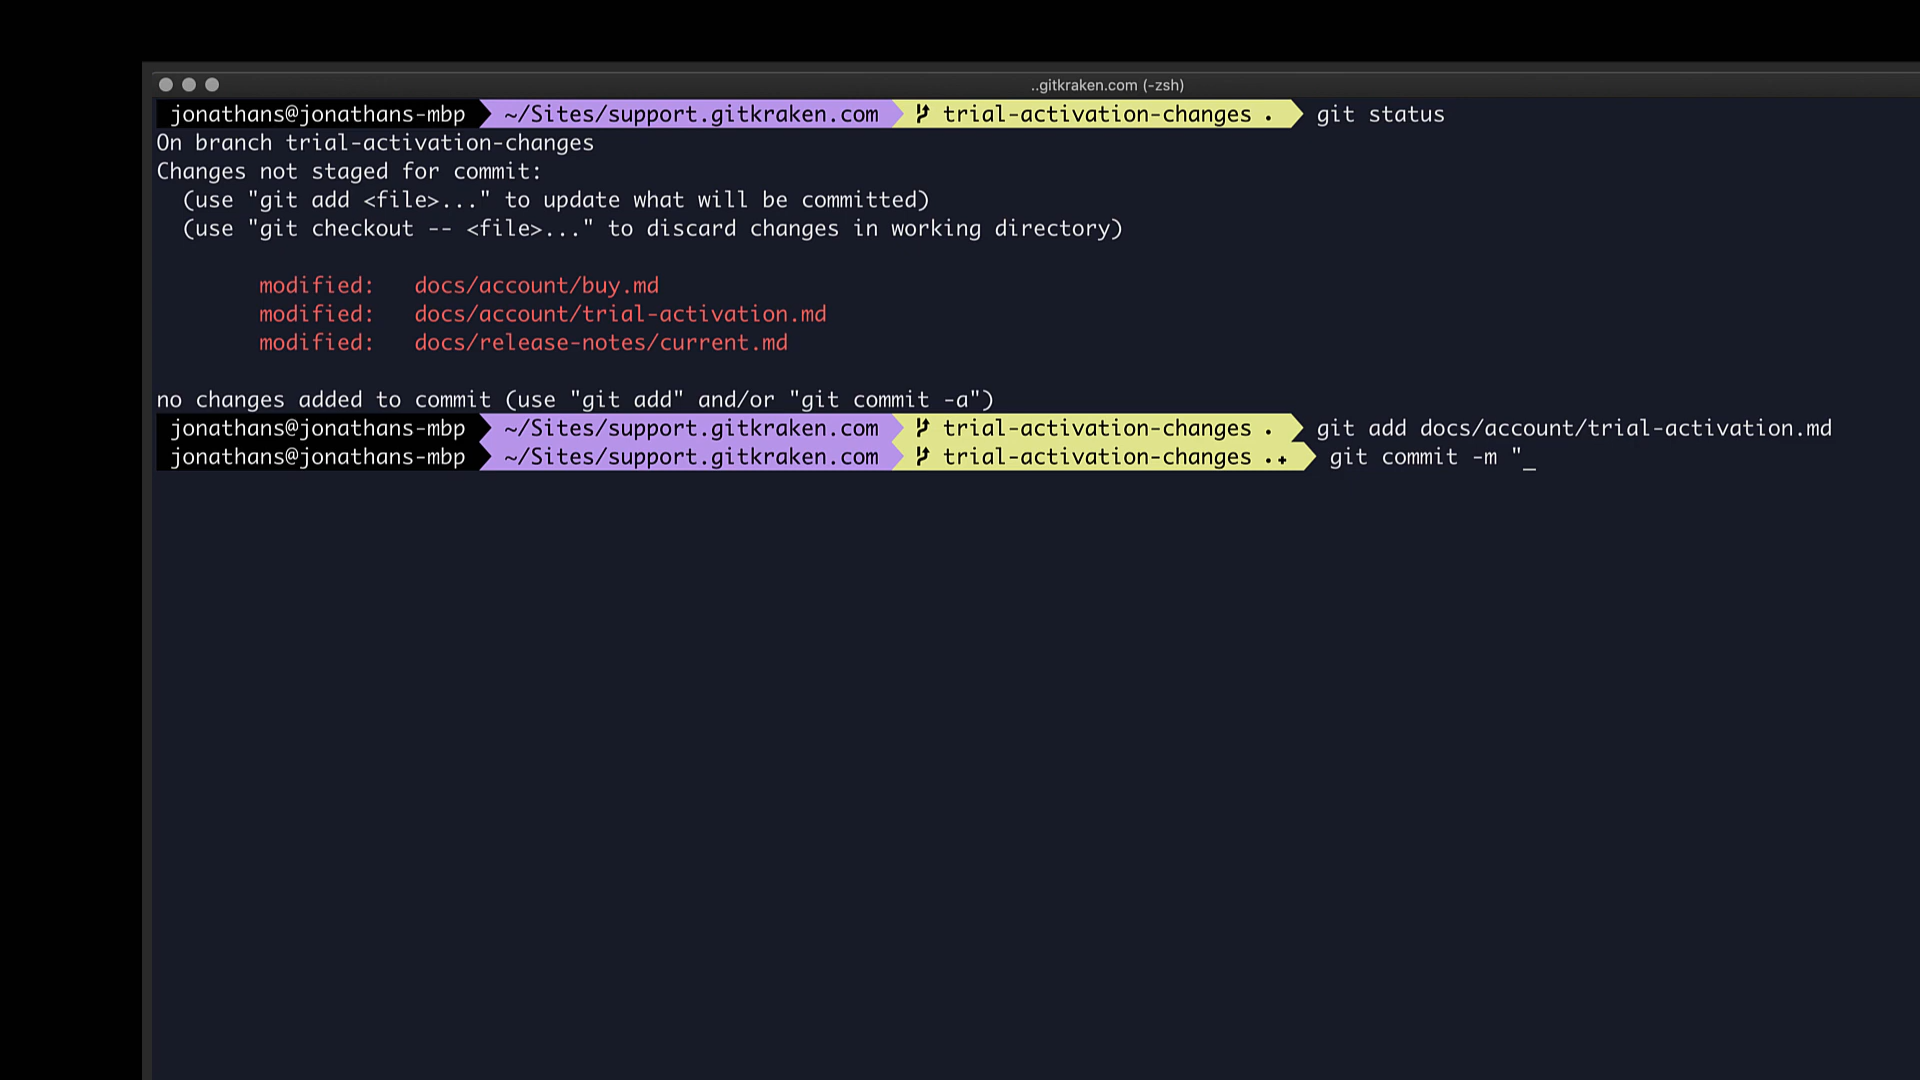 ..gitkraken.com (-zsh)
jonathans@jonathans-mbp ~/Sites/support.gitkraken.com trial-activation-changes . git status
On branch trial-activation-changes
Changes not staged for commit:
  (use "git add <file>..." to update what will be committed)
  (use "git checkout -- <file>..." to discard changes in working directory)
modified:   docs/account/buy.md
modified:   docs/account/trial-activation.md
modified:   docs/release-notes/current.md
no changes added to commit (use "git add" and/or "git commit -a")
jonathans@jonathans-mbp ~/Sites/support.gitkraken.com trial-activation-changes . git add docs/account/trial-activation.md
jonathans@jonathans-mbp ~/Sites/support.gitkraken.com trial-activation-changes .+ git commit -m "_